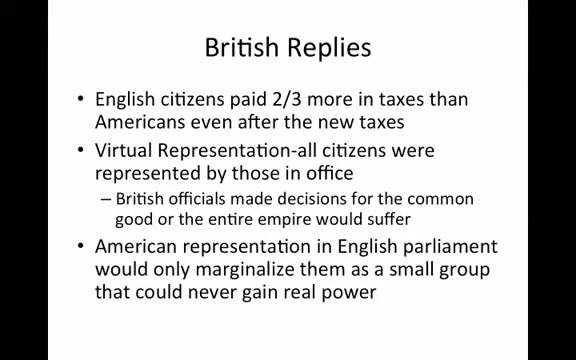 British Replies
• English citizens paid 2/3 more in taxes than
Americans even after the new taxes
• Virtual Representation-all citizens were
represented by those in office
– British officials made decisions for the common
good or the entire empire would suffer
• American representation in English parliament
would only marginalize them as a small group
that could never gain real power